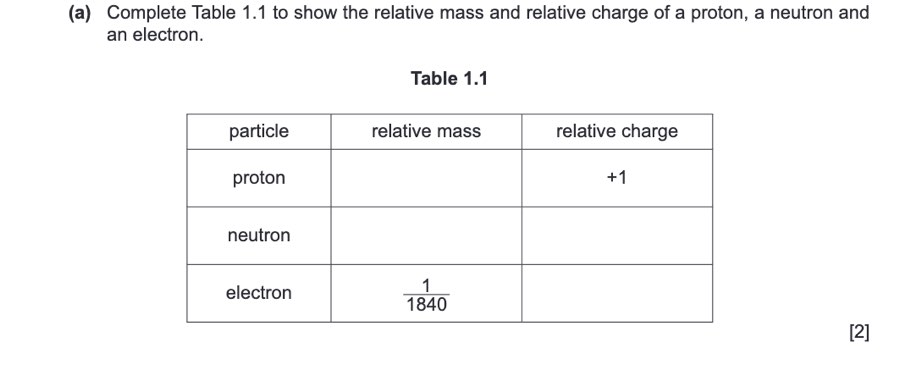 (a) Complete Table 1.1 to show the relative mass and relative charge of a proton, a neutron and
an electron.
Table 1.1
particle relative mass relative charge
proton +1
neutron
electron 1/1840
[2]